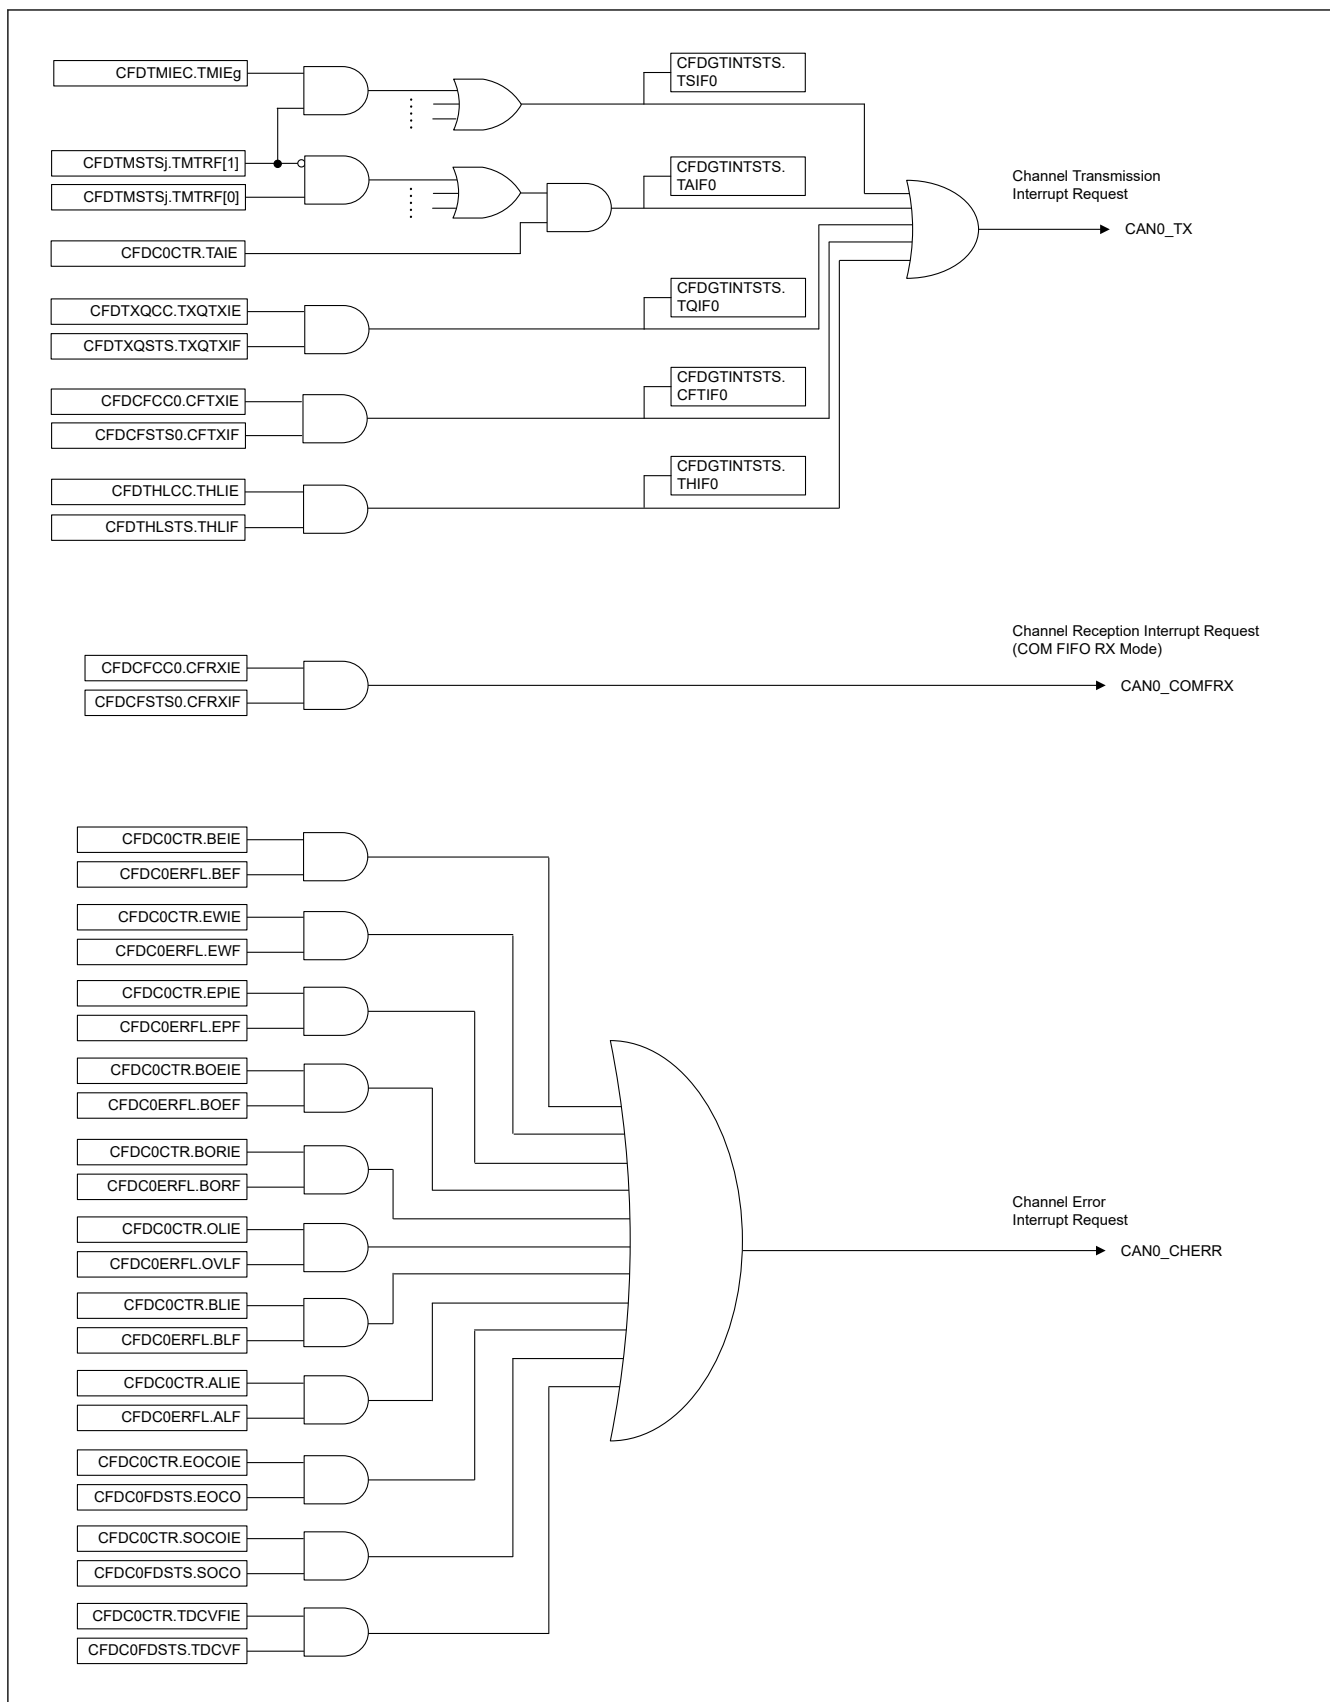 CFDTMIEC.TMIEg
CFDGTINTSTS.
TSIF0
CFDTMSTSj.TMTRF[1]
CFDTMSTSj.TMTRF[0]
CFDGTINTSTS.
TAIF0
Channel Transmission
Interrupt Request
CAN0_TX
CFDC0CTR.TAIE
CFDTXQCC.TXQTXIE
CFDTXQSTS.TXQTXIF
CFDGTINTSTS.
TQIF0
CFDCFCC0.CFTXIE
CFDCFSTS0.CFTXIF
CFDGTINTSTS.
CFTIF0
CFDTHLCC.THLIE
CFDTHLSTS.THLIF
CFDGTINTSTS.
THIF0
Channel Reception Interrupt Request
(COM FIFO RX Mode)
CFDCFCC0.CFRXIE
CFDCFSTS0.CFRXIF
CAN0_COMFRX
CFDC0CTR.BEIE
CFDC0ERFL.BEF
CFDC0CTR.EWIE
CFDC0ERFL.EWF
CFDC0CTR.EPIE
CFDC0ERFL.EPF
CFDC0CTR.BOEIE
CFDC0ERFL.BOEF
CFDC0CTR.BORIE
CFDC0ERFL.BORF
Channel Error
Interrupt Request
CAN0_CHERR
CFDC0CTR.OLIE
CFDC0ERFL.OVLF
CFDC0CTR.BLIE
CFDC0ERFL.BLF
CFDC0CTR.ALIE
CFDC0ERFL.ALF
CFDC0CTR.EOCOIE
CFDC0FDSTS.EOCO
CFDC0CTR.SOCOIE
CFDC0FDSTS.SOCO
CFDC0CTR.TDCVFIE
CFDC0FDSTS.TDCVF